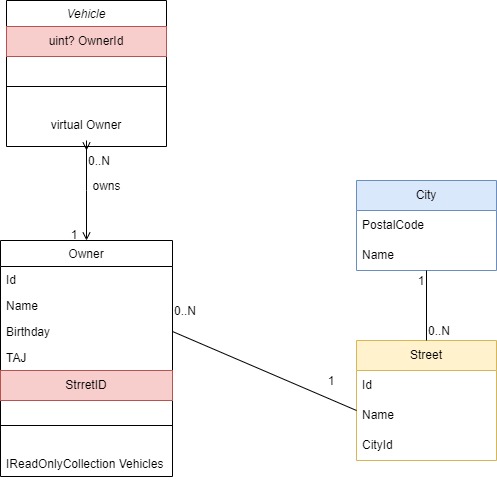 Vehicle
uint? OwnerId
virtual Owner
0..N
owns
1
Owner
Id
Name
Birthday
TAJ
StrretID
IReadOnlyCollection Vehicles
0..N
1
City
PostalCode
Name
1
0..N
Street
Id
Name
CityId